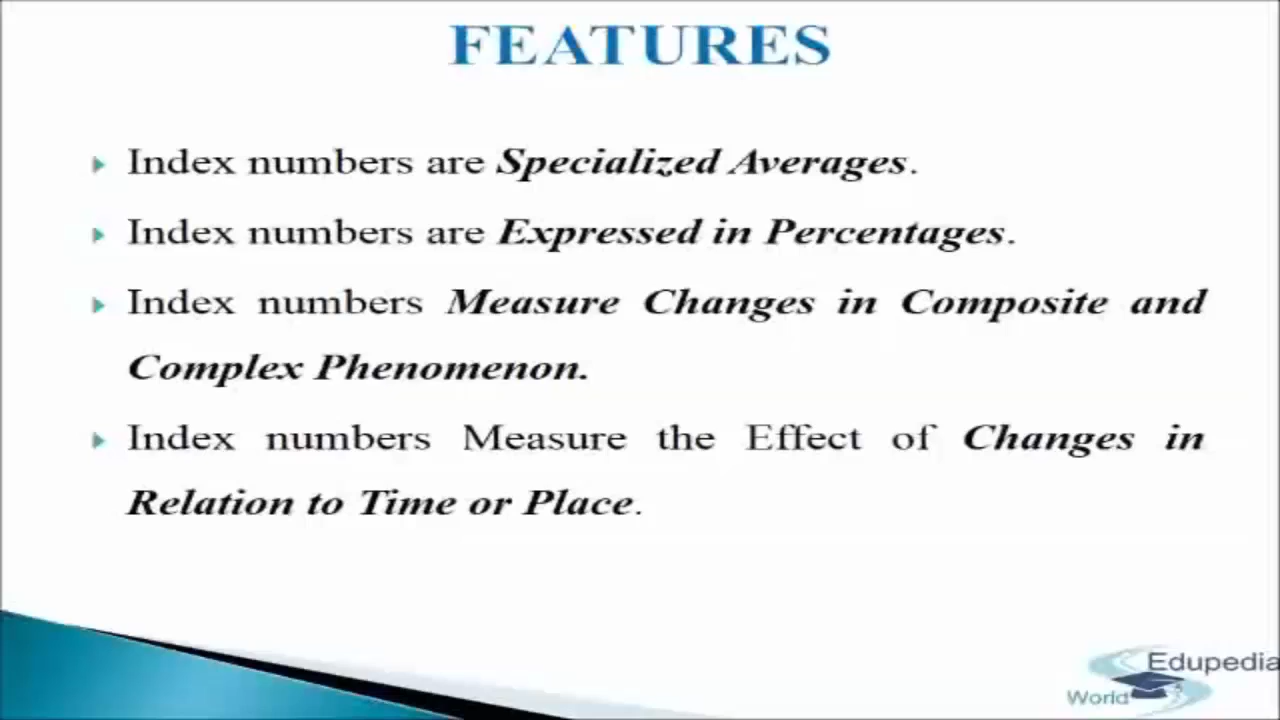 FEATURES
Index numbers are Specialized Averages.
Index numbers are Expressed in Percentages.
Index numbers Measure Changes in Composite and
Complex Phenomenon.
Index numbers Measure the Effect of Changes in
Relation to Time or Place.
Edupedia
World